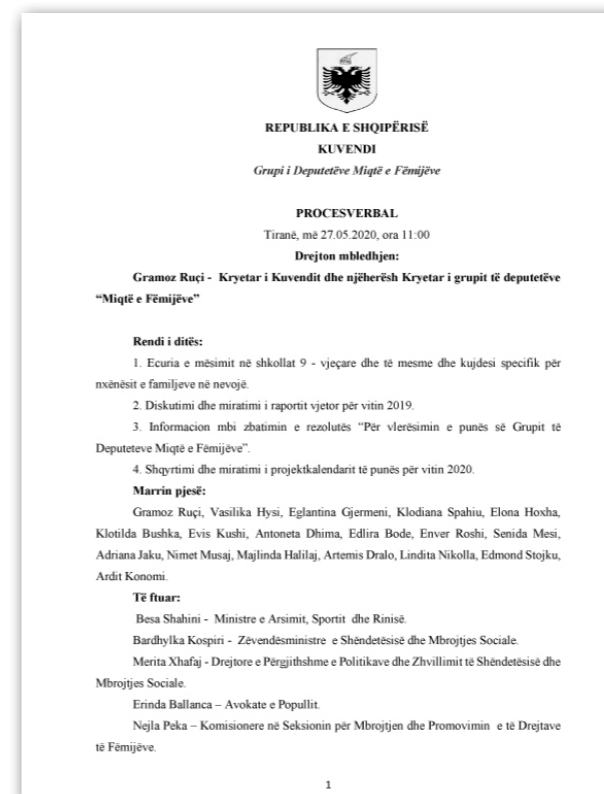 REPUBLIKA E SHQIPËRISË
KUVENDI
Grupi i Deputetëve Miqtë e Fëmijëve
PROCESVERBAL
Tiranë, më 27.05.2020, ora 11:00
Drejton mbledhjen:
Gramoz Ruçi - Kryetar i Kuvendit dhe njëherësh Kryetar i grupit të deputetëve
“Miqtë e Fëmijëve”
Rendi i ditës:
1. Ecuria e mësimit në shkollat 9 - vjeçare dhe të mesme dhe kujdesi specifik për
nxënësit e familjeve në nevojë.
2. Diskutimi dhe miratimi i raportit vjetor për vitin 2019.
3. Informacion mbi zbatimin e rezolutës “Për vlerësimin e punës së Grupit të
Deputeteve Miqtë e Fëmijëve”.
4. Shqyrtimi dhe miratimi i projektkalendarit të punës për vitin 2020.
Marrin pjesë:
Gramoz Ruçi, Vasilika Hysi, Eglantina Gjermeni, Klodiana Spahiu, Elona Hoxha,
Klotilda Bushka, Evis Kushi, Antoneta Dhima, Edlira Bode, Enver Roshi, Senida Mesi,
Adriana Jaku, Nimet Musaj, Majlinda Halilaj, Artemis Dralo, Lindita Nikolla, Edmond Stojku,
Ardit Konomi.
Të ftuar:
Besa Shahini - Ministre e Arsimit, Sportit dhe Rinisë.
Bardhylka Kospiri - Zëvendësministre e Shëndetësisë dhe Mbrojtjes Sociale.
Merita Xhafaj - Drejtore e Përgjithshme e Politikave dhe Zhvillimit të Shëndetësisë dhe
Mbrojtjes Sociale.
Erinda Ballanca – Avokate e Popullit.
Nejla Peka – Komisionere në Seksionin për Mbrojtjen dhe Promovimin e të Drejtave
të Fëmijëve.
1